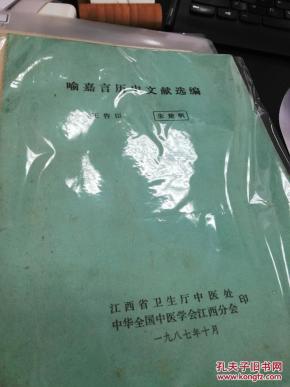 喻嘉言历史文献选编
江西省卫生厅中医处
中华全国中医学会江西分会 印
一九八七年十月
孔夫子旧书网